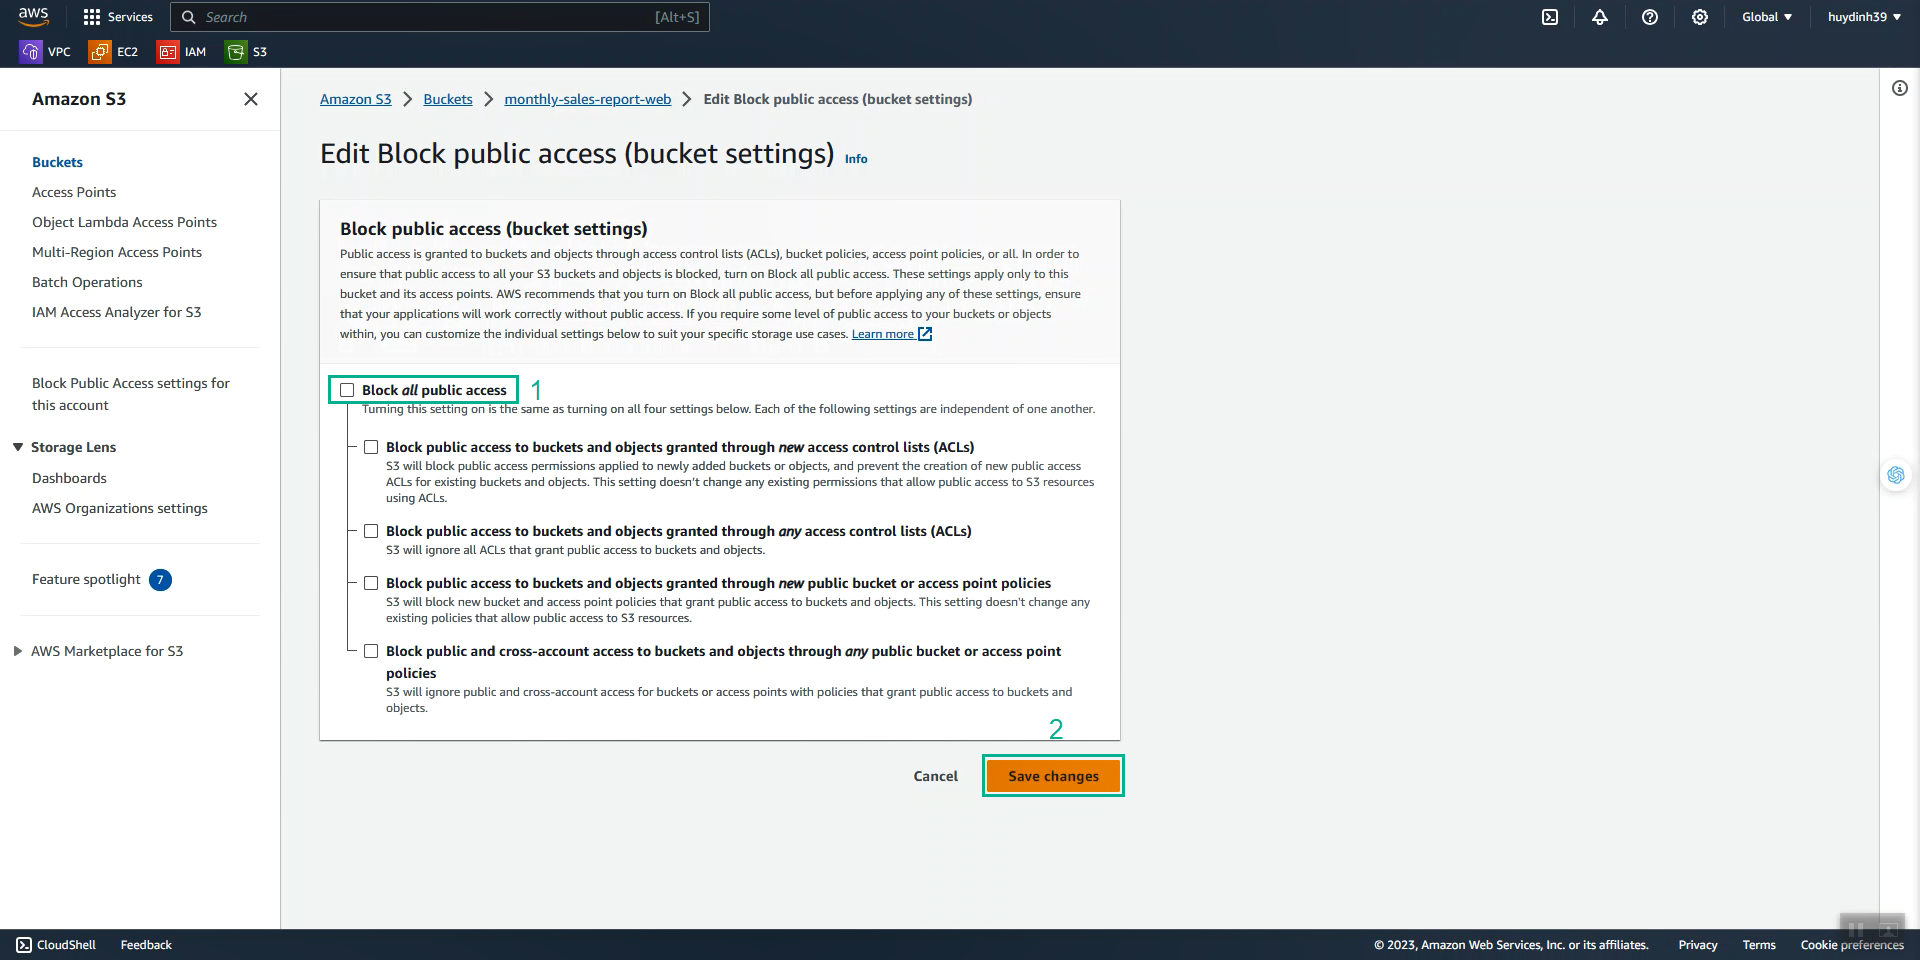 aws
Services
Search
[Alt+S]
Global
huydinh39
VPC
EC2
IAM
S3
Amazon S3
Buckets
Access Points
Object Lambda Access Points
Multi-Region Access Points
Batch Operations
IAM Access Analyzer for S3
Block Public Access settings for
this account
Storage Lens
Dashboards
AWS Organizations settings
Feature spotlight 7
AWS Marketplace for S3
Amazon S3 > Buckets > monthly-sales-report-web > Edit Block public access (bucket settings)
Edit Block public access (bucket settings) Info
Block public access (bucket settings)
Public access is granted to buckets and objects through access control lists (ACLs), bucket policies, access point policies, or all. In order to
ensure that public access to all your S3 buckets and objects is blocked, turn on Block all public access. These settings apply only to this
bucket and its access points. AWS recommends that you turn on Block all public access, but before applying any of these settings, ensure
that your applications will work correctly without public access. If you require some level of public access to your buckets or objects
within, you can customize the individual settings below to suit your specific storage use cases. Learn more
Block all public access 1
Turning this setting on is the same as turning on all four settings below. Each of the following settings are independent of one another.
Block public access to buckets and objects granted through new access control lists (ACLs)
S3 will block public access permissions applied to newly added buckets or objects, and prevent the creation of new public access
ACLs for existing buckets and objects. This setting doesn't change any existing permissions that allow public access to S3 resources
using ACLs.
Block public access to buckets and objects granted through any access control lists (ACLs)
S3 will ignore all ACLs that grant public access to buckets and objects.
Block public access to buckets and objects granted through new public bucket or access point policies
S3 will block new bucket and access point policies that grant public access to buckets and objects. This setting doesn't change any
existing policies that allow public access to S3 resources.
Block public and cross-account access to buckets and objects through any public bucket or access point
policies
S3 will ignore public and cross-account access for buckets or access points with policies that grant public access to buckets and
objects.
2
Cancel
Save changes
CloudShell
Feedback
© 2023, Amazon Web Services, Inc. or its affiliates.
Privacy
Terms
Cookie preferences